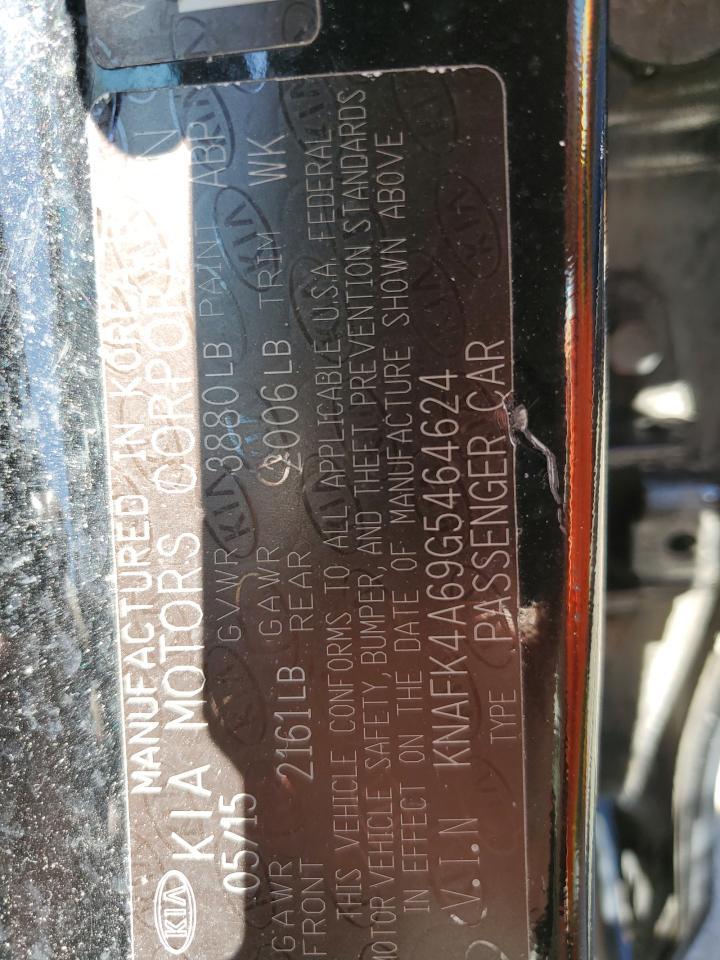 MANUFACTURED IN KOREA
KIA KIA MOTORS CORPORATION
05/15 GVWR 3880LB PAINT ABP
GAWR FRONT 2161LB GAWR REAR 2006LB TRIM WK
THIS VEHICLE CONFORMS TO ALL APPLICABLE U.S.A. FEDERAL
MOTOR VEHICLE SAFETY, BUMPER, AND THEFT PREVENTION STANDARDS
IN EFFECT ON THE DATE OF MANUFACTURE SHOWN ABOVE
V.I.N KNAFK4A69G5464624
TYPE PASSENGER CAR